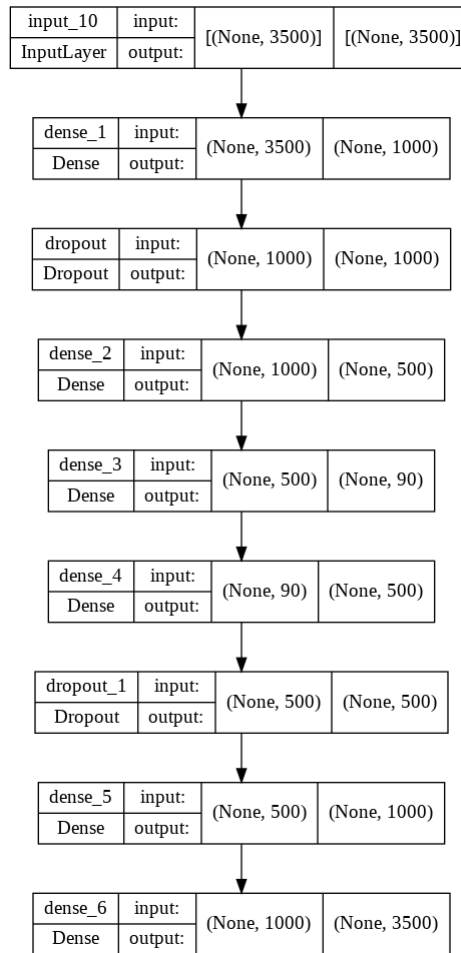 input_10 input: [(None, 3500)] [(None, 3500)]
InputLayer output:
dense_1 input: (None, 3500) (None, 1000)
Dense output:
dropout input: (None, 1000) (None, 1000)
Dropout output:
dense_2 input: (None, 1000) (None, 500)
Dense output:
dense_3 input: (None, 500) (None, 90)
Dense output:
dense_4 input: (None, 90) (None, 500)
Dense output:
dropout_1 input: (None, 500) (None, 500)
Dropout output:
dense_5 input: (None, 500) (None, 1000)
Dense output:
dense_6 input: (None, 1000) (None, 3500)
Dense output: